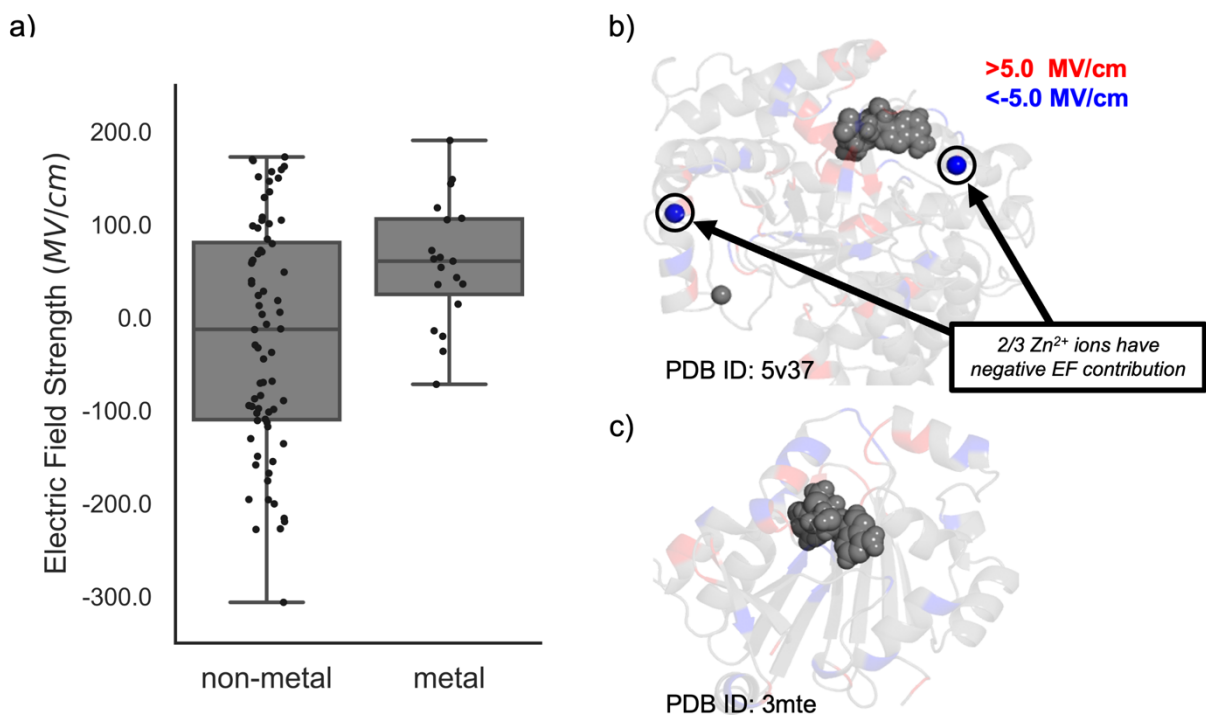 a)
Electric Field Strength (MV/cm)
200.0
100.0
0.0
-100.0
-200.0
-300.0
non-metal
metal
b)
>5.0 MV/cm
<-5.0 MV/cm
2/3 Zn²⁺ ions have
negative EF contribution
PDB ID: 5v37
c)
PDB ID: 3mte